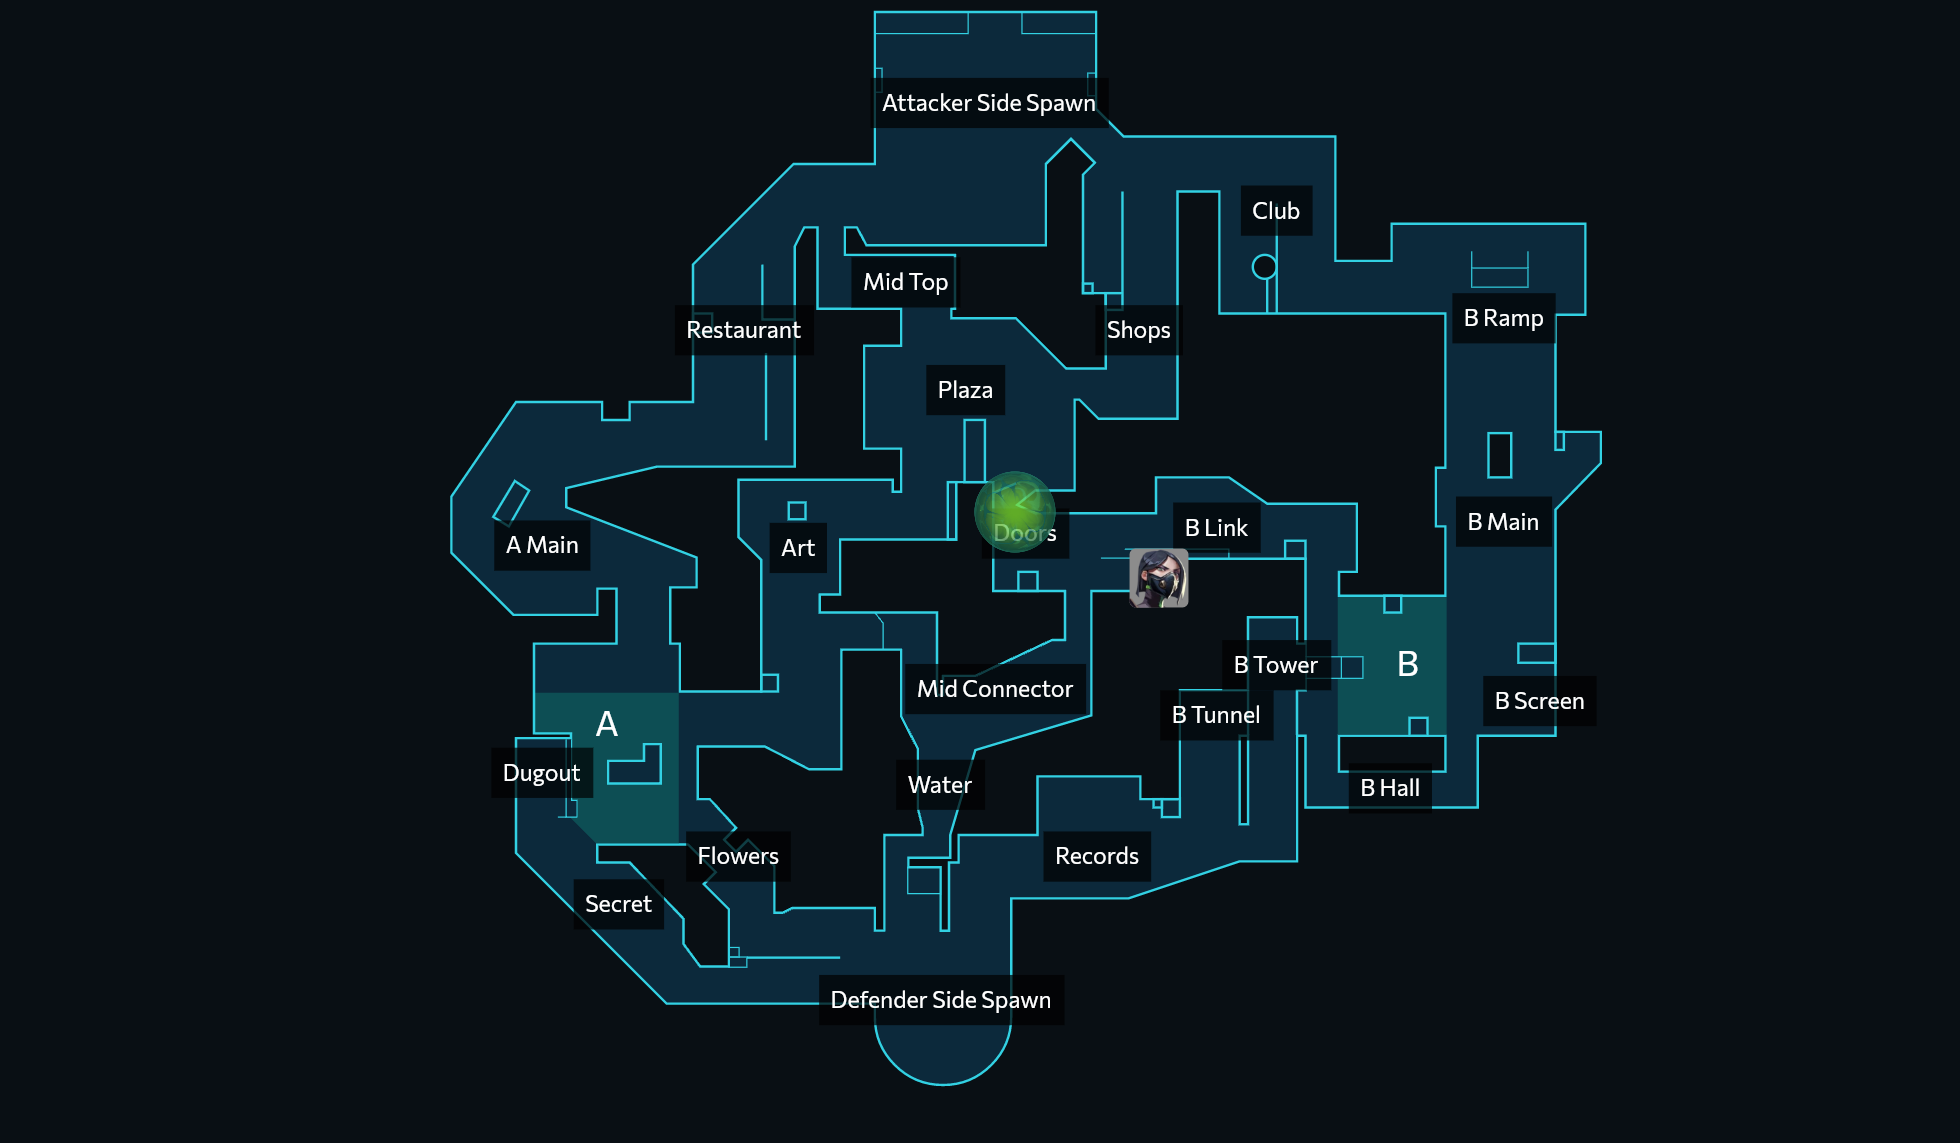 Attacker Side Spawn
Club
Mid Top
B Ramp
Restaurant
Shops
Plaza
B Main
B Link
Doors
A Main
Art
B Tower
B
Mid Connector
B Screen
B Tunnel
A
Dugout
Water
B Hall
Flowers
Records
Secret
Defender Side Spawn